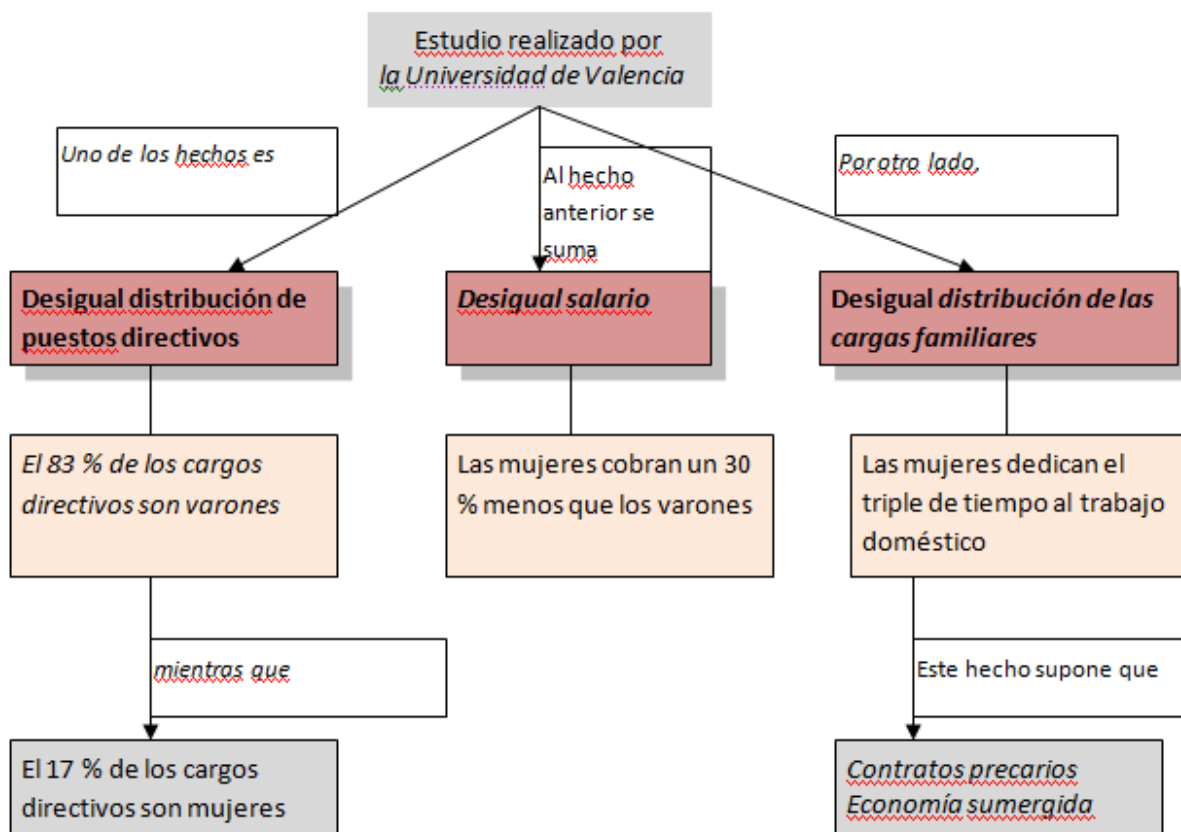 Estudio realizado por
la Universidad de Valencia
Uno de los hechos es
Al hecho
anterior se
suma
Por otro lado,
Desigual distribución de
puestos directivos
Desigual salario
Desigual distribución de las
cargas familiares
El 83 % de los cargos
directivos son varones
Las mujeres cobran un 30
% menos que los varones
Las mujeres dedican el
triple de tiempo al trabajo
doméstico
mientras que
Este hecho supone que
El 17 % de los cargos
directivos son mujeres
Contratos precarios
Economía sumergida